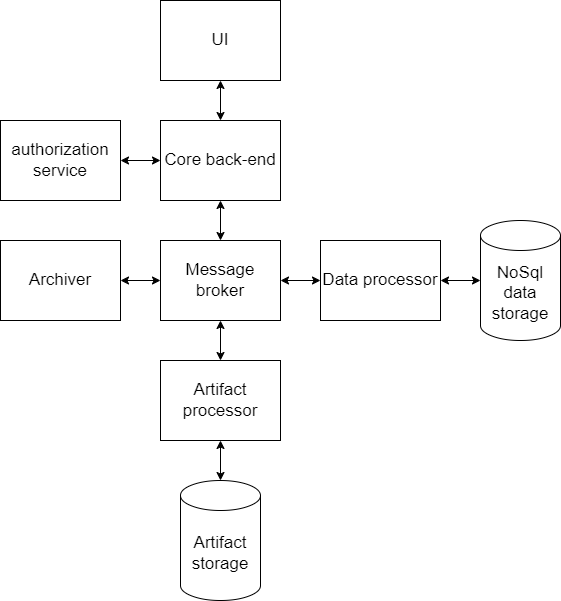 UI
authorization
service
Core back-end
Archiver
Message
broker
Data processor
NoSql
data
storage
Artifact
processor
Artifact
storage